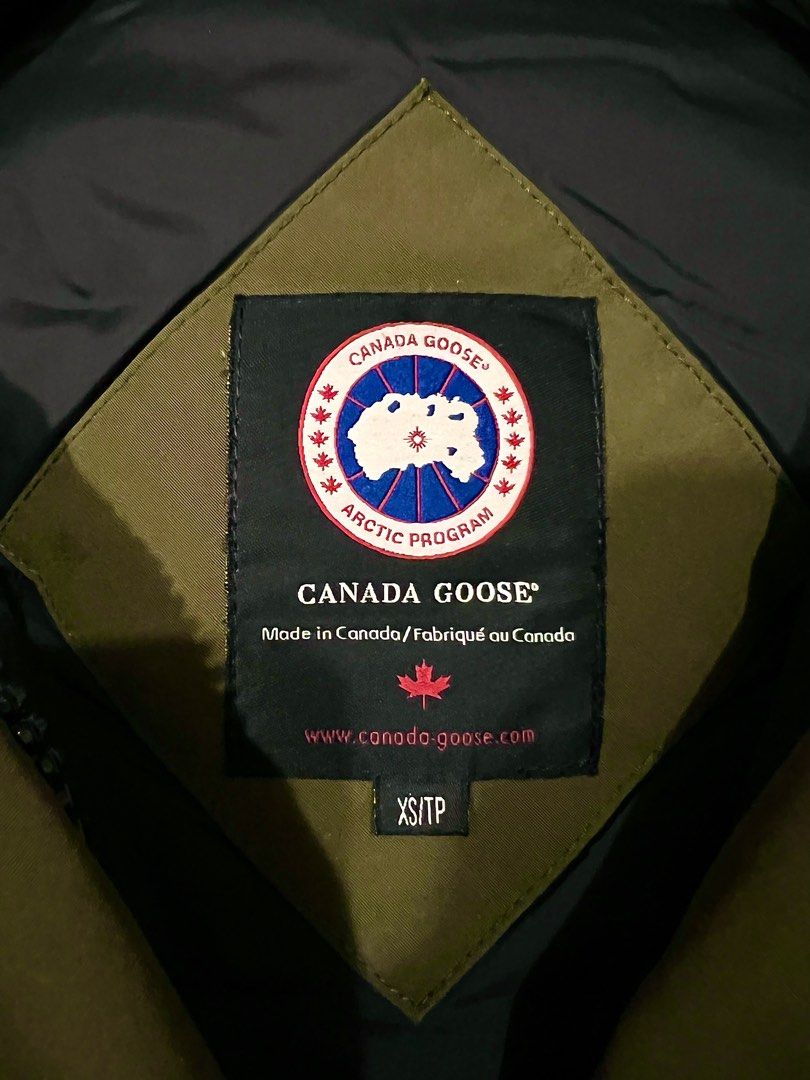 CANADA GOOSE
ARCTIC PROGRAM
CANADA GOOSE®
Made in Canada/Fabriqué au Canada
www.canada-goose.com
XS/TP